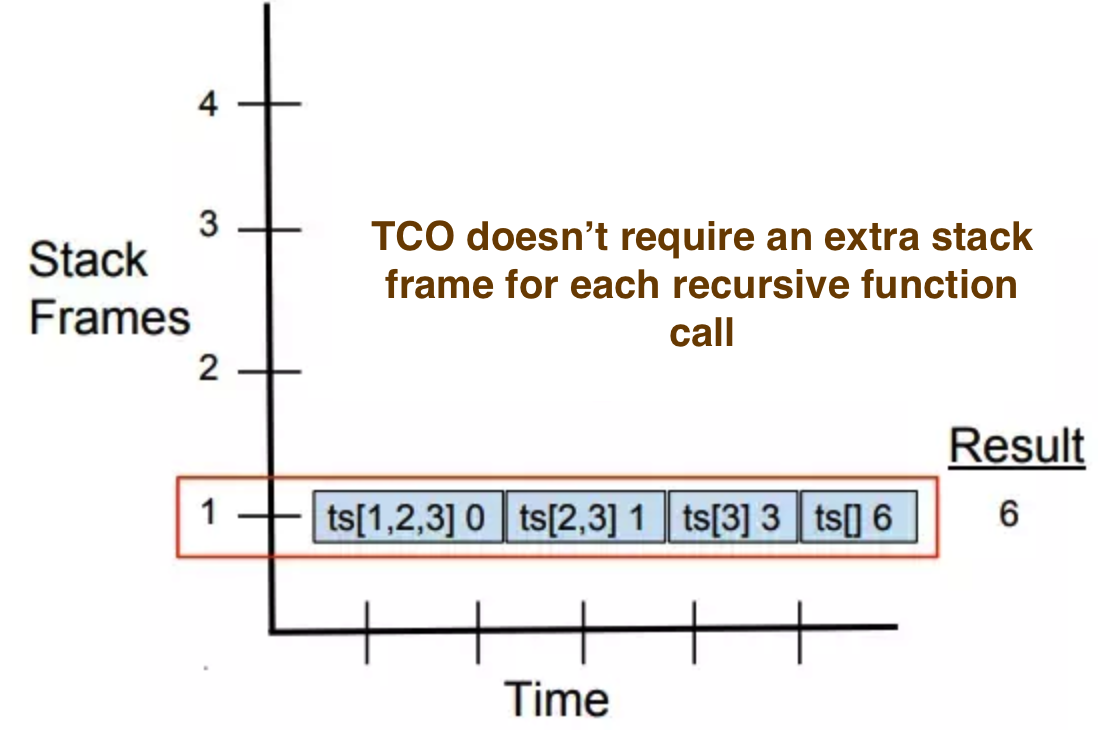 4
3
TCO doesn’t require an extra stack
frame for each recursive function
call
Stack
Frames
2
Result
1
ts[1,2,3] 0
ts[2,3] 1
ts[3] 3
ts[] 6
6
Time